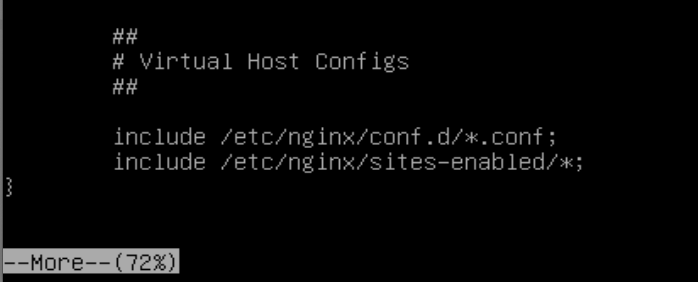 ##
# Virtual Host Configs
##
include /etc/nginx/conf.d/*.conf;
include /etc/nginx/sites-enabled/*;
}
--More--(72%)